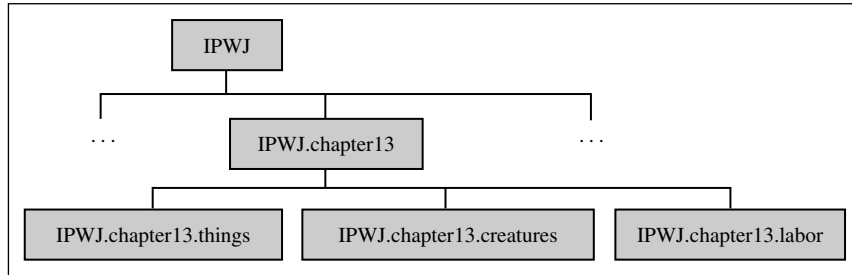 IPWJ
. . .
IPWJ.chapter13
. . .
IPWJ.chapter13.things
IPWJ.chapter13.creatures
IPWJ.chapter13.labor